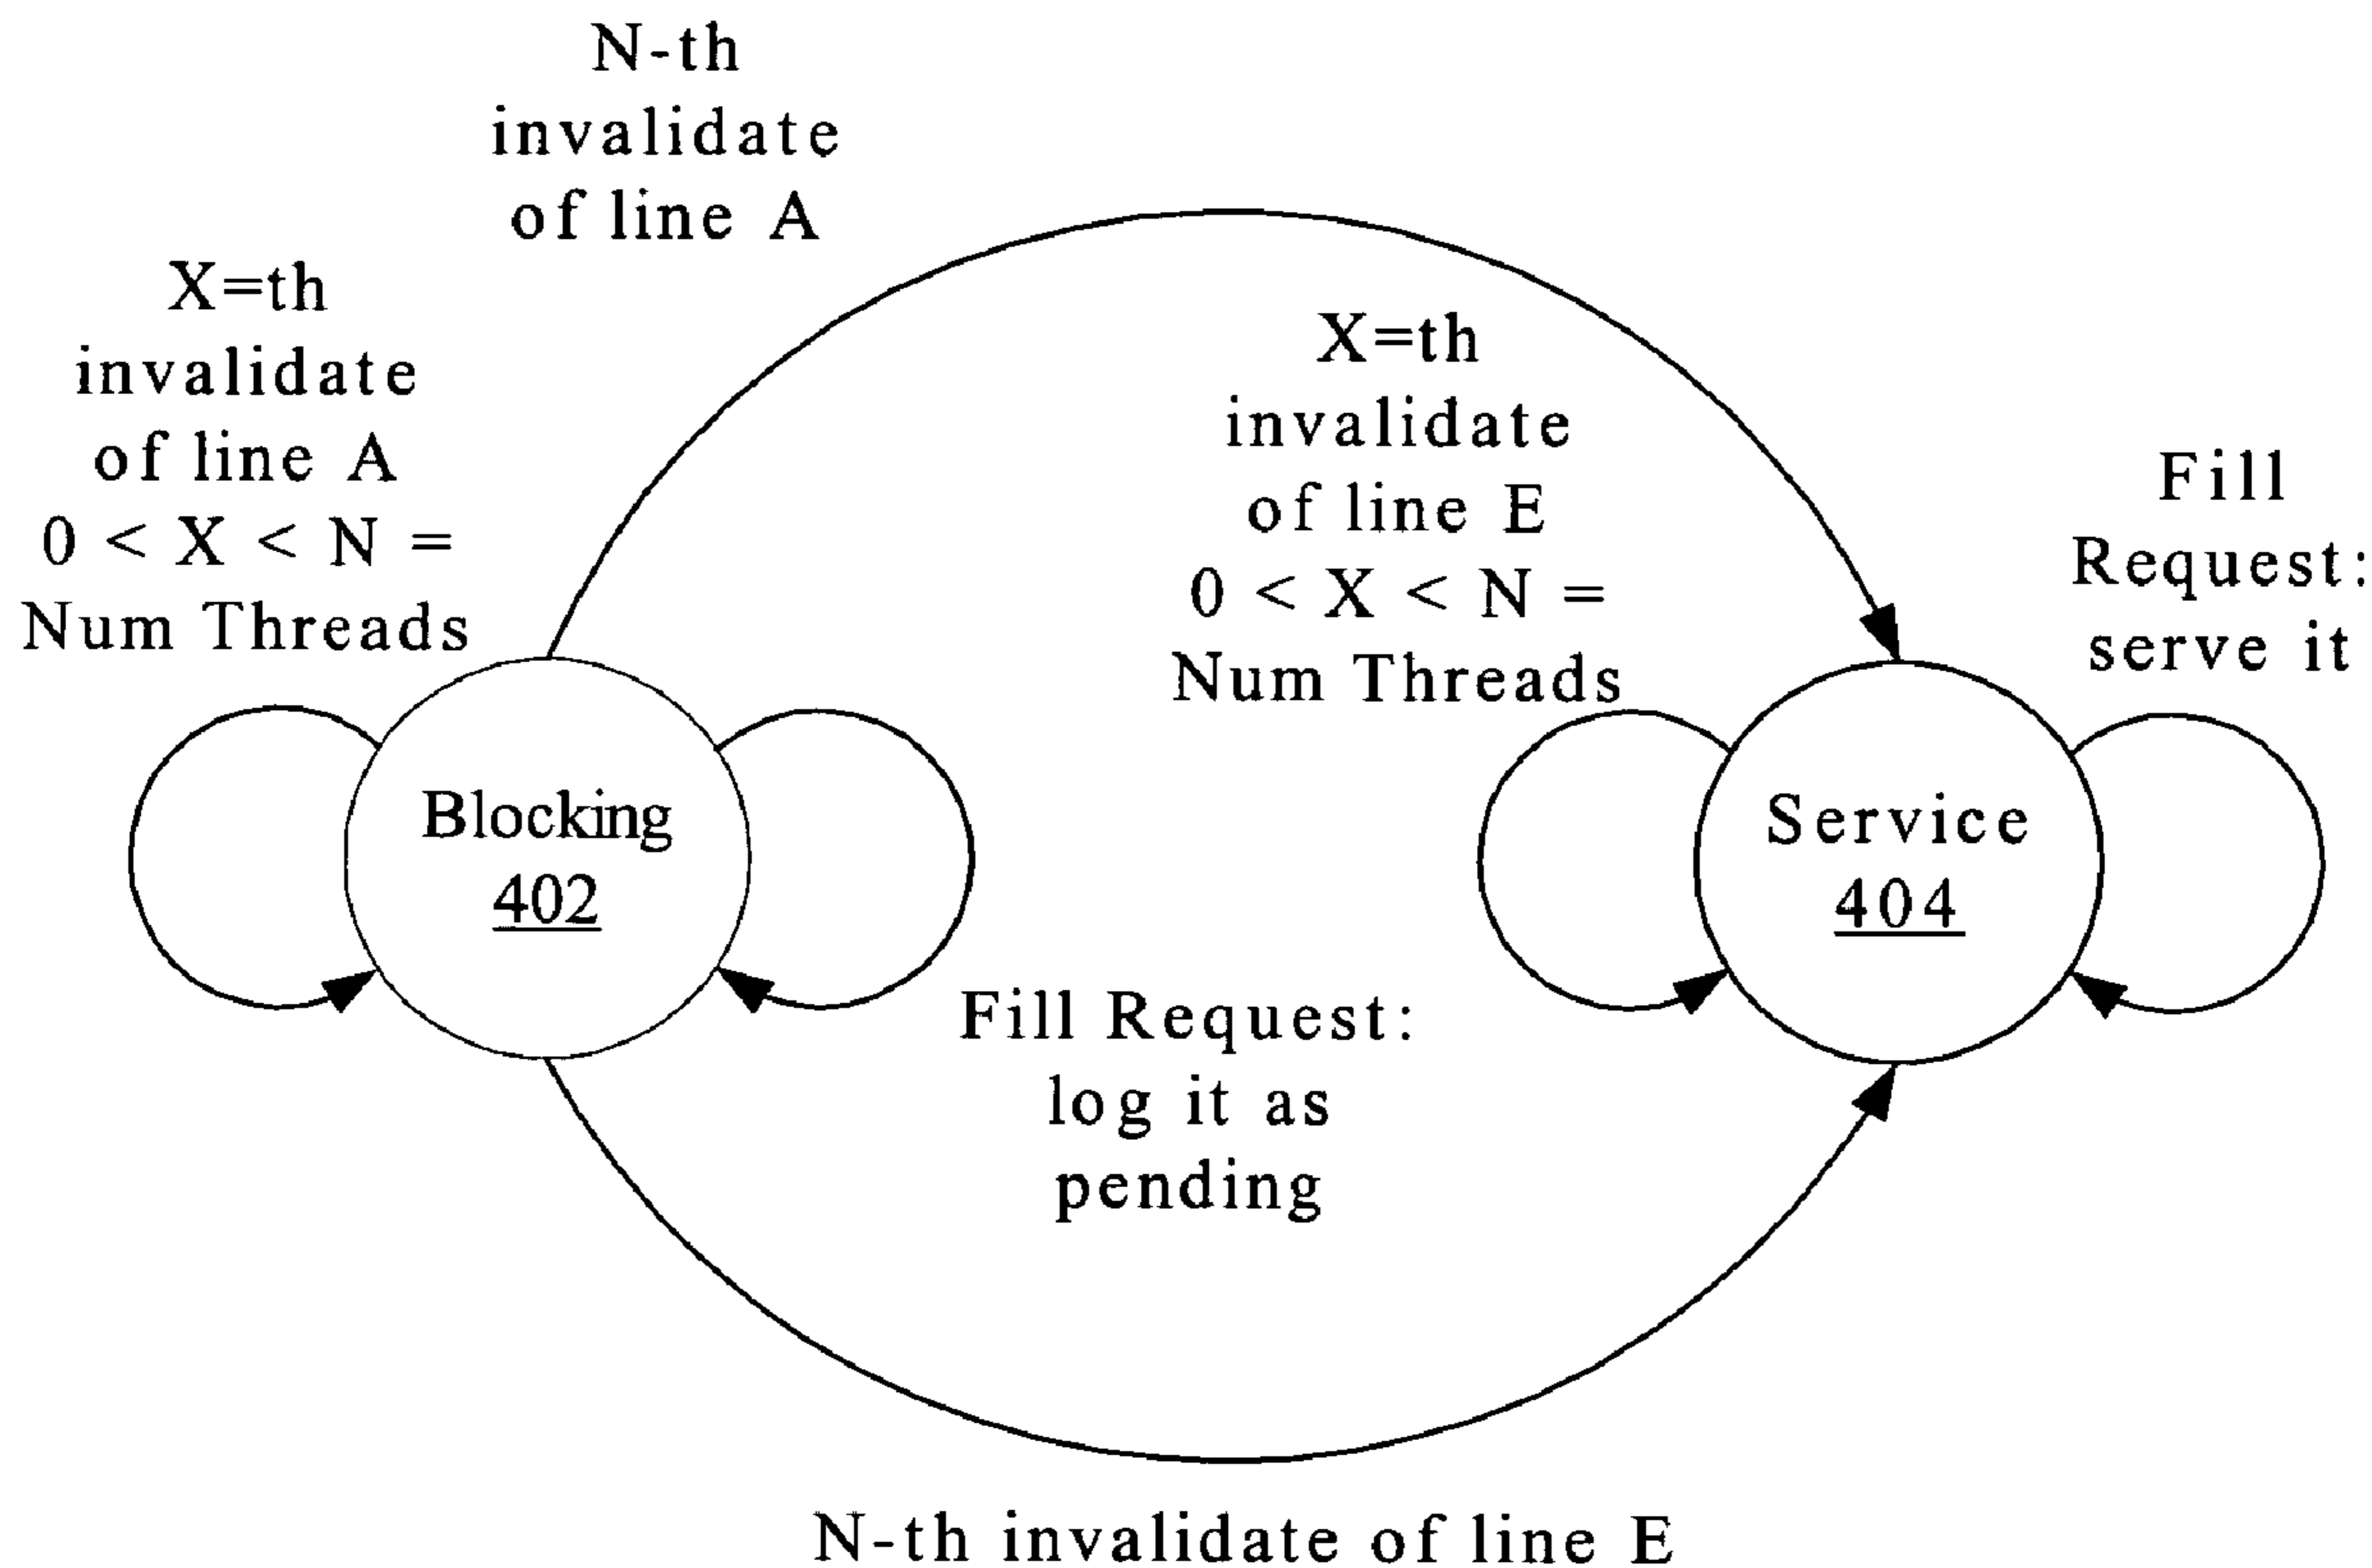 N-th
invalidate
of line A
X=th
invalidate
of line A
0 < X < N =
Num Threads
X=th
invalidate
of line E
0 < X < N =
Num Threads
Fill
Request:
serve it
Blocking
402
Service
404
Fill Request:
log it as
pending
N-th invalidate of line E